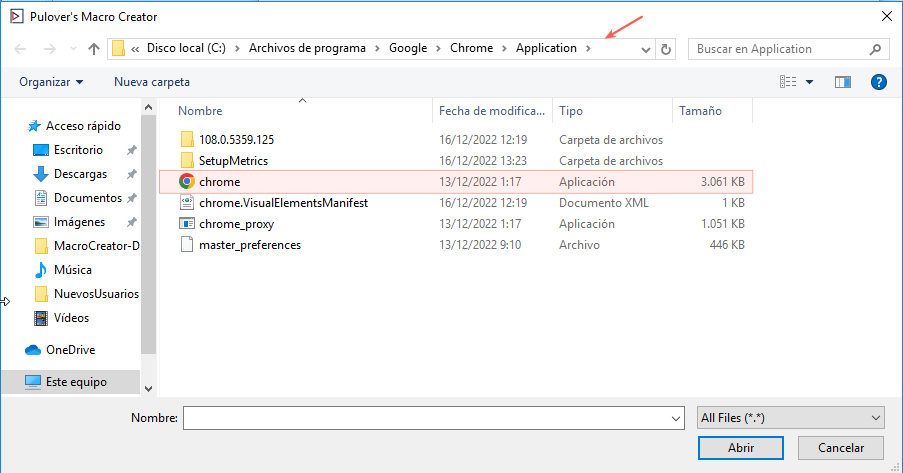 Pulover's Macro Creator
« Disco local (C:) > Archivos de programa > Google > Chrome > Application >
Buscar en Application
Organizar
Nueva carpeta
Nombre
Fecha de modifica...
Tipo
Tamaño
Acceso rápido
Escritorio
Descargas
Documentos
Imágenes
MacroCreator-D
Música
NuevosUsuarios
Vídeos
OneDrive
Este equipo
108.0.5359.125 16/12/2022 12:19 Carpeta de archivos
SetupMetrics 16/12/2022 13:23 Carpeta de archivos
chrome 13/12/2022 1:17 Aplicación 3.061 KB
chrome.VisualElementsManifest 16/12/2022 12:19 Documento XML 1 KB
chrome_proxy 13/12/2022 1:17 Aplicación 1.051 KB
master_preferences 13/12/2022 9:10 Archivo 446 KB
Nombre:
All Files (*.*)
Abrir
Cancelar